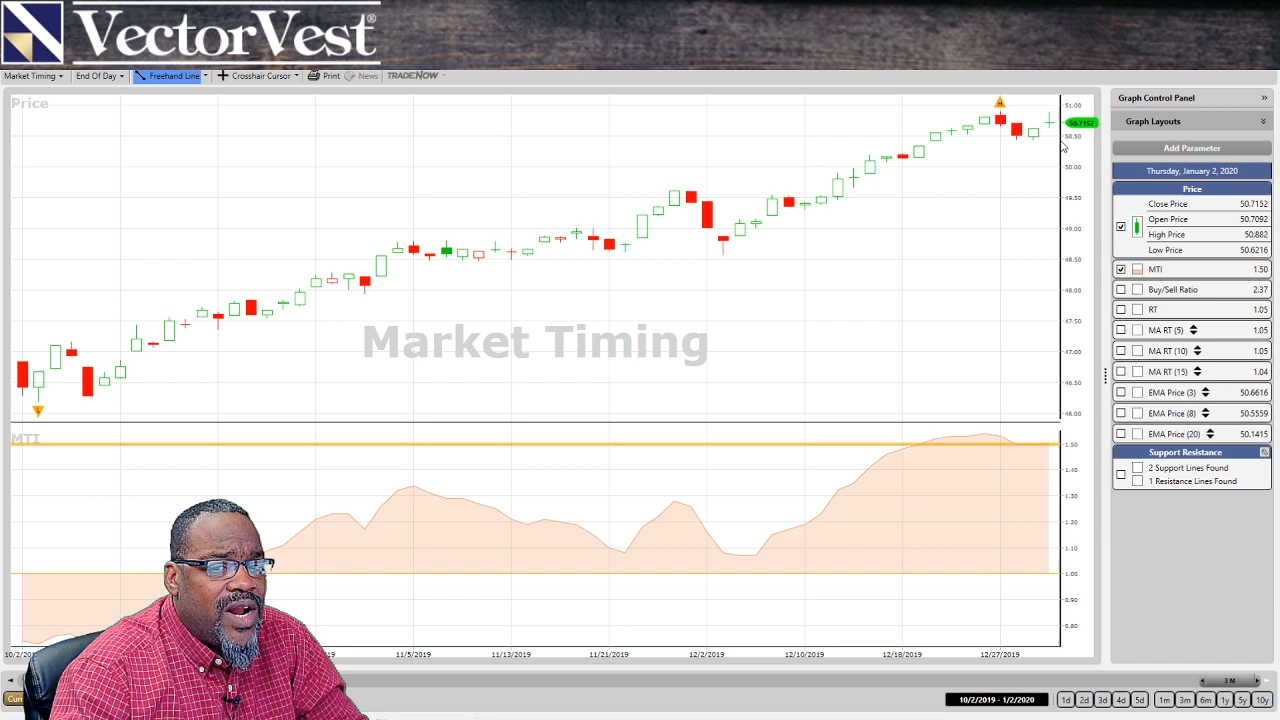 VectorVest®
Market Timing End Of Day Freehand Line Crosshair Cursor Print News TRADENOW
Price
51.00
50.7152
50.50
50.00
49.50
49.00
48.50
48.00
47.50
47.00
46.50
46.00
H
L
Market Timing
MTI
1.50
1.40
1.30
1.20
1.10
1.00
0.90
0.80
11/5/2019 11/13/2019 11/21/2019 12/2/2019 12/10/2019 12/18/2019 12/27/2019
3 M
10/2/2019 - 1/2/2020 1d 2d 3d 4d 5d 1m 3m 6m 1y 5y 10y
Graph Control Panel
Graph Layouts
Add Parameter
Thursday, January 2, 2020
Price
Close Price 50.7152
Open Price 50.7092
High Price 50.882
Low Price 50.6216
MTI 1.50
Buy/Sell Ratio 2.37
RT 1.05
MA RT (5) 1.05
MA RT (10) 1.05
MA RT (15) 1.04
EMA Price (3) 50.6616
EMA Price (8) 50.5559
EMA Price (20) 50.1415
Support Resistance
2 Support Lines Found
1 Resistance Lines Found